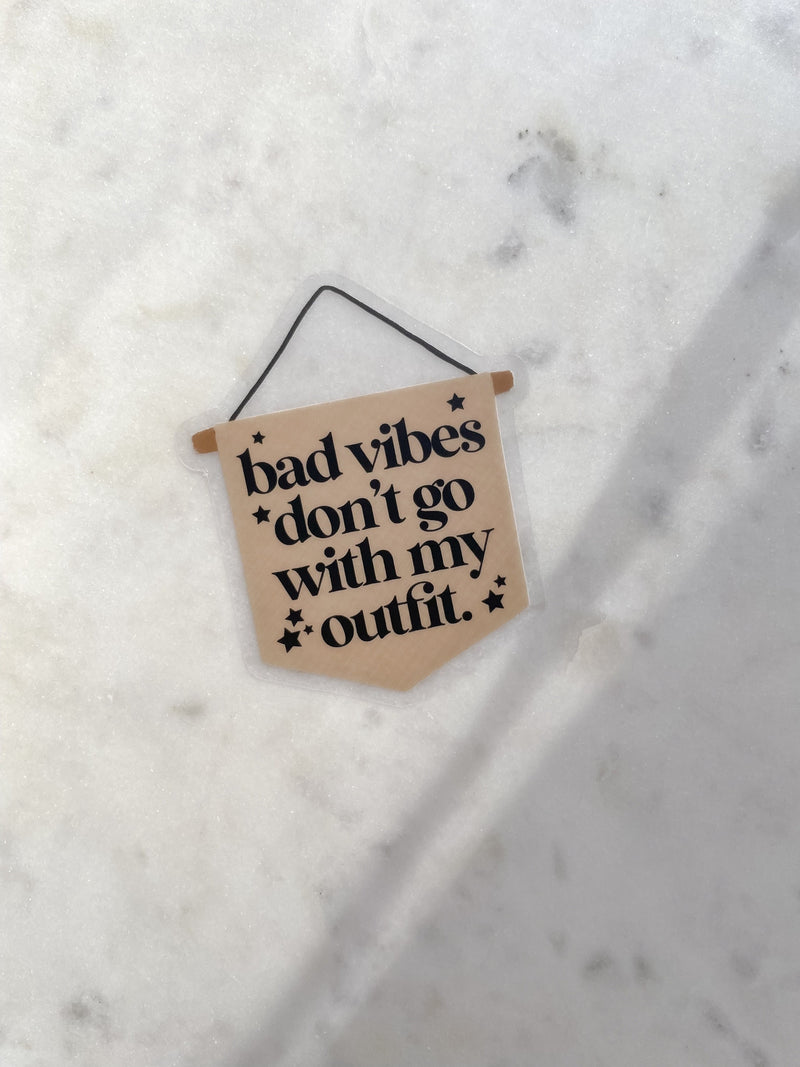 bad vibes
don't go
with my
outfit.